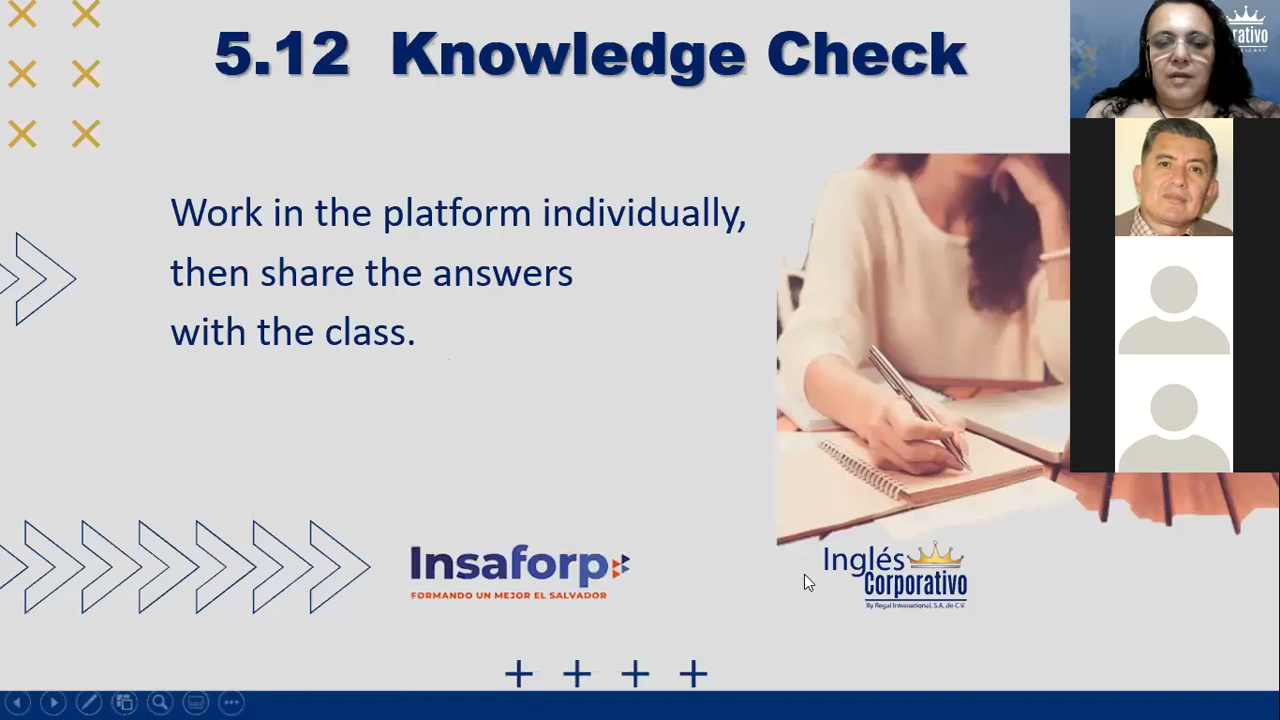 5.12 Knowledge Check
Work in the platform individually,
then share the answers
with the class.
Insaforp
FORMANDO UN MEJOR EL SALVADOR
Inglés
Corporativo
By Regal International, S.A. de C.V.